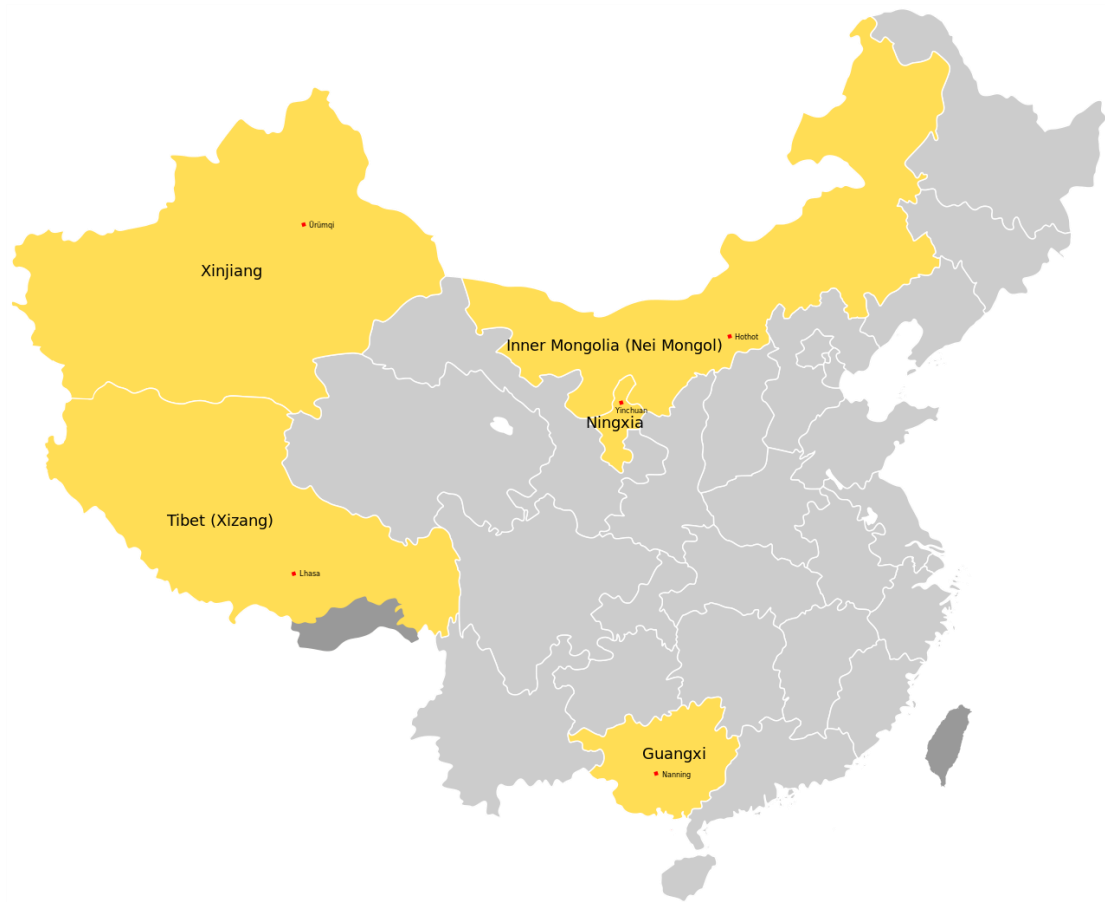 Ürümqi
Xinjiang
Hothot
Inner Mongolia (Nei Mongol)
Yinchuan
Ningxia
Tibet (Xizang)
Lhasa
Guangxi
Nanning